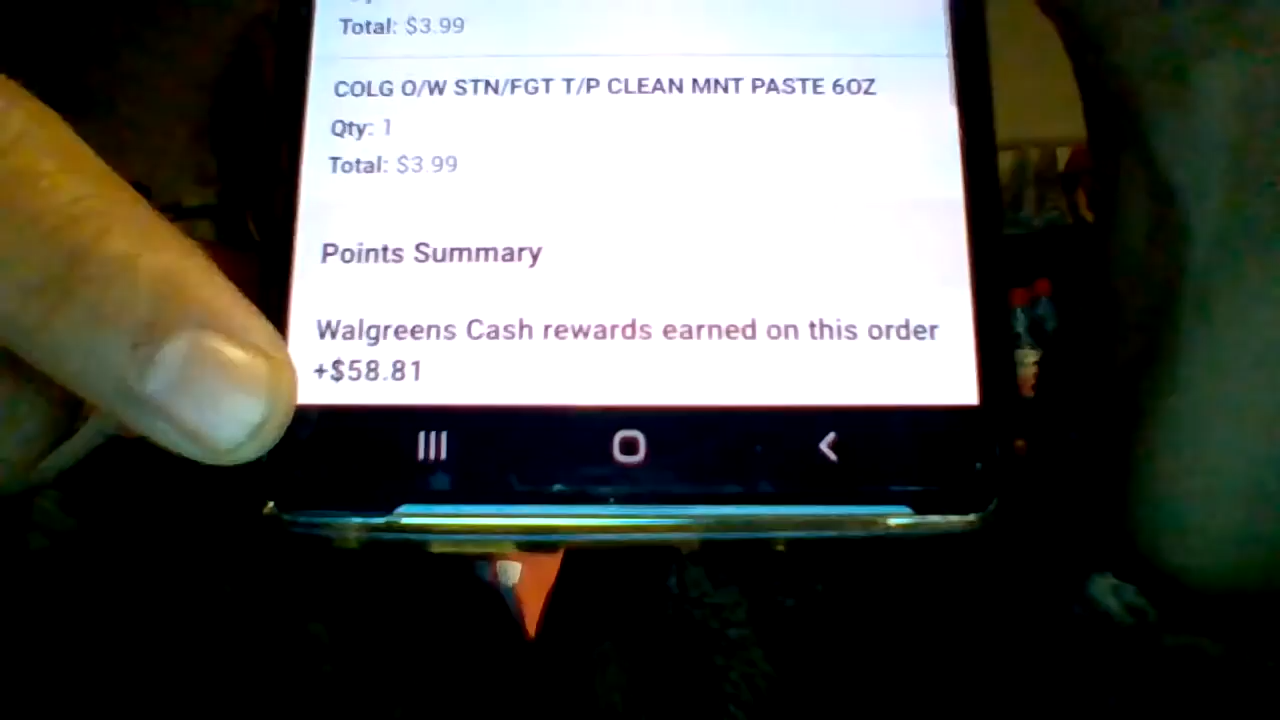 Total: $3.99
COLG O/W STN/FGT T/P CLEAN MNT PASTE 6OZ
Qty: 1
Total: $3.99
Points Summary
Walgreens Cash rewards earned on this order
+$58.81